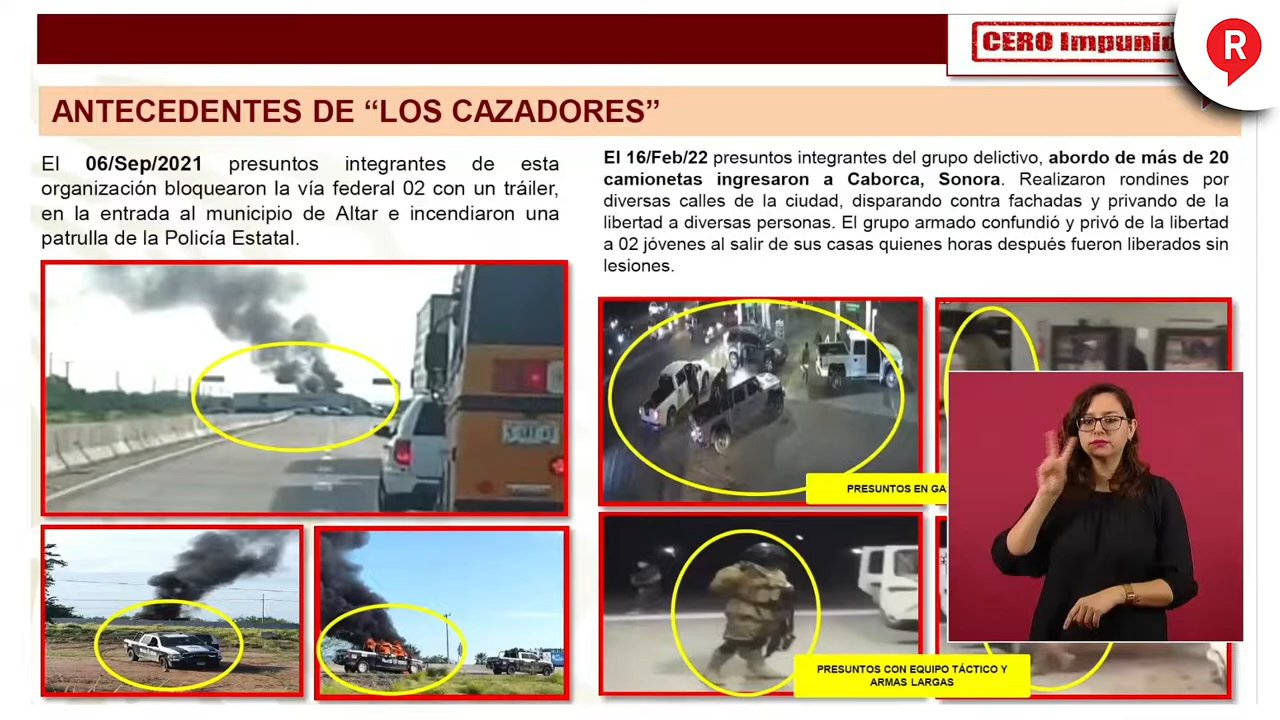 CERO
R
ANTECEDENTES DE “LOS CAZADORES”
El 06/Sep/2021 presuntos integrantes de esta
organización bloquearon la vía federal 02 con un tráiler,
en la entrada al municipio de Altar e incendiaron una
patrulla de la Policía Estatal.
El 16/Feb/22 presuntos integrantes del grupo delictivo, abordo de más de 20
camionetas ingresaron a Caborca, Sonora. Realizaron rondines por
diversas calles de la ciudad, disparando contra fachadas y privando de la
libertad a diversas personas. El grupo armado confundió y privó de la libertad
a 02 jóvenes al salir de sus casas quienes horas después fueron liberados sin
lesiones.
PRESUNTOS EN
PRESUNTOS CON EQUIPO TÁCTICO Y
ARMAS LARGAS